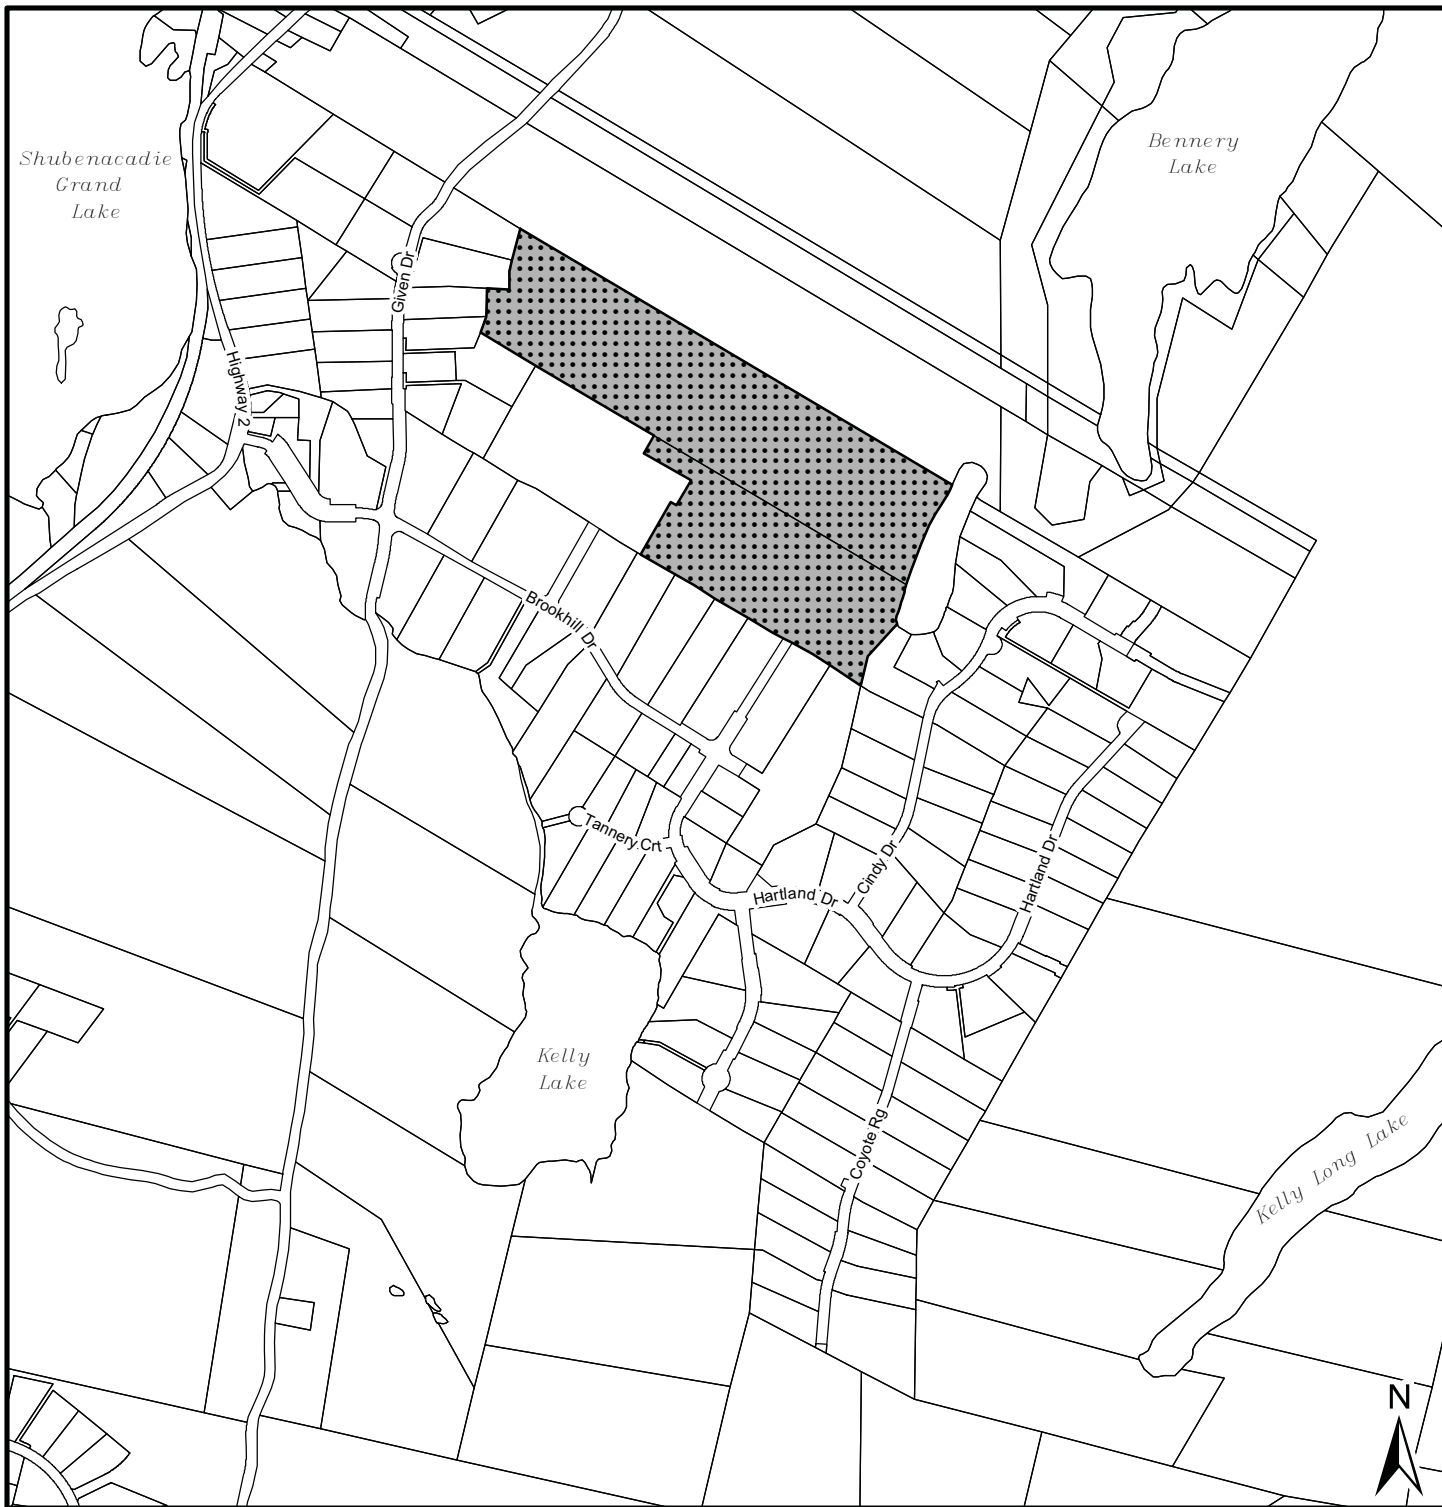 Shubenacadie
Grand
Lake
Bennery
Lake
Given Dr
Highway 2
Brookhill Dr
Tannery Crt
Hartland Dr
Cindy Dr
Hartland Dr
Kelly
Lake
Coyote Rg
Kelly Long Lake
N